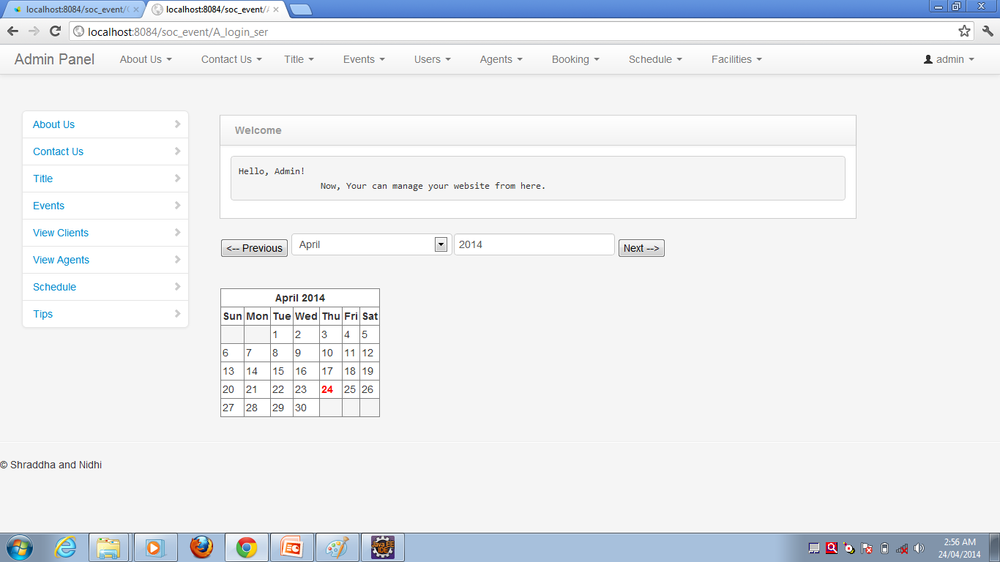 localhost:8084/soc_event/
localhost:8084/soc_event/
localhost:8084/soc_event/A_login_ser
Admin Panel About Us Contact Us Title Events Users Agents Booking Schedule Facilities admin
About Us
Contact Us
Title
Events
View Clients
View Agents
Schedule
Tips
Welcome
Hello, Admin!
Now, Your can manage your website from here.
<-- Previous April 2014 Next -->
April 2014
Sun Mon Tue Wed Thu Fri Sat
1 2 3 4 5
6 7 8 9 10 11 12
13 14 15 16 17 18 19
20 21 22 23 24 25 26
27 28 29 30
© Shraddha and Nidhi
Java EE
IDE
2:56 AM
24/04/2014